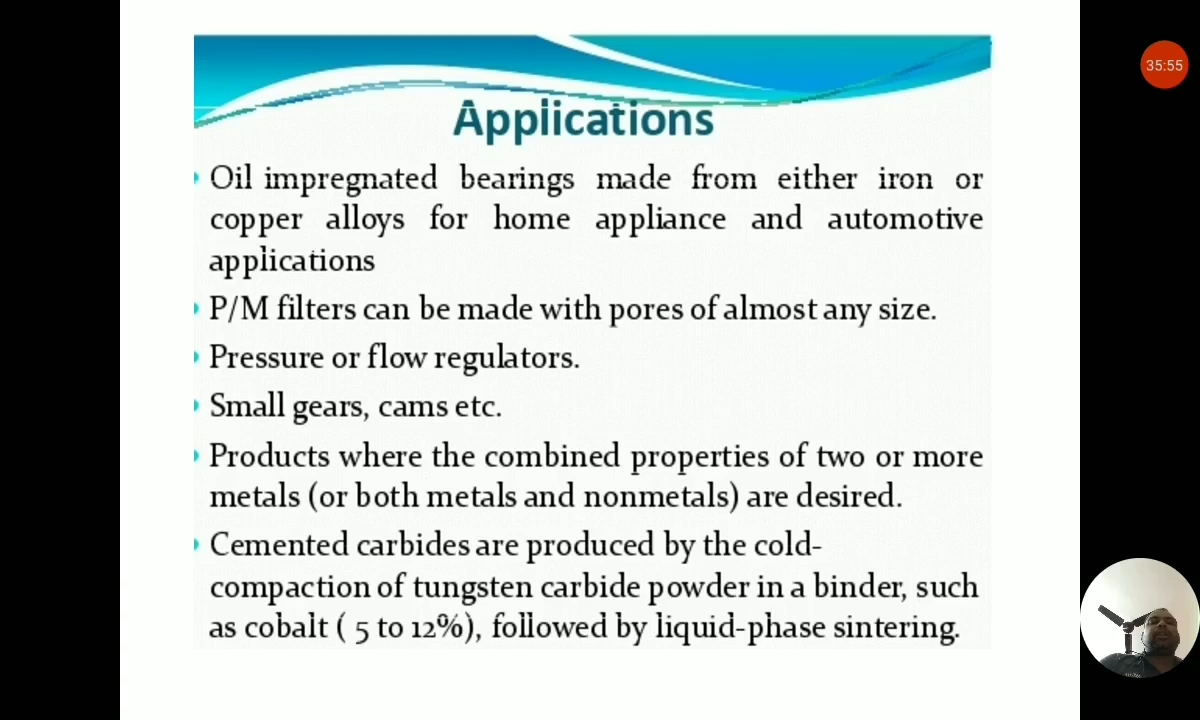 35:55
Applications
Oil impregnated bearings made from either iron or
copper alloys for home appliance and automotive
applications
P/M filters can be made with pores of almost any size.
Pressure or flow regulators.
Small gears, cams etc.
Products where the combined properties of two or more
metals (or both metals and nonmetals) are desired.
Cemented carbides are produced by the cold-
compaction of tungsten carbide powder in a binder, such
as cobalt ( 5 to 12%), followed by liquid-phase sintering.